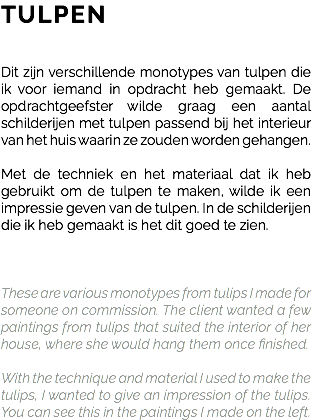 TULPEN
Dit zijn verschillende monotypes van tulpen die
ik voor iemand in opdracht heb gemaakt. De
opdrachtgeefster wilde graag een aantal
schilderijen met tulpen passend bij het interieur
van het huis waarin ze zouden worden gehangen.
Met de techniek en het materiaal dat ik heb
gebruikt om de tulpen te maken, wilde ik een
impressie geven van de tulpen. In de schilderijen
die ik heb gemaakt is het dit goed te zien.
These are various monotypes from tulips I made for
someone on commission. The client wanted a few
paintings from tulips that suited the interior of her
house, where she would hang them once finished.
With the technique and material I used to make the
tulips, I wanted to give an impression of the tulips.
You can see this in the paintings I made on the left.